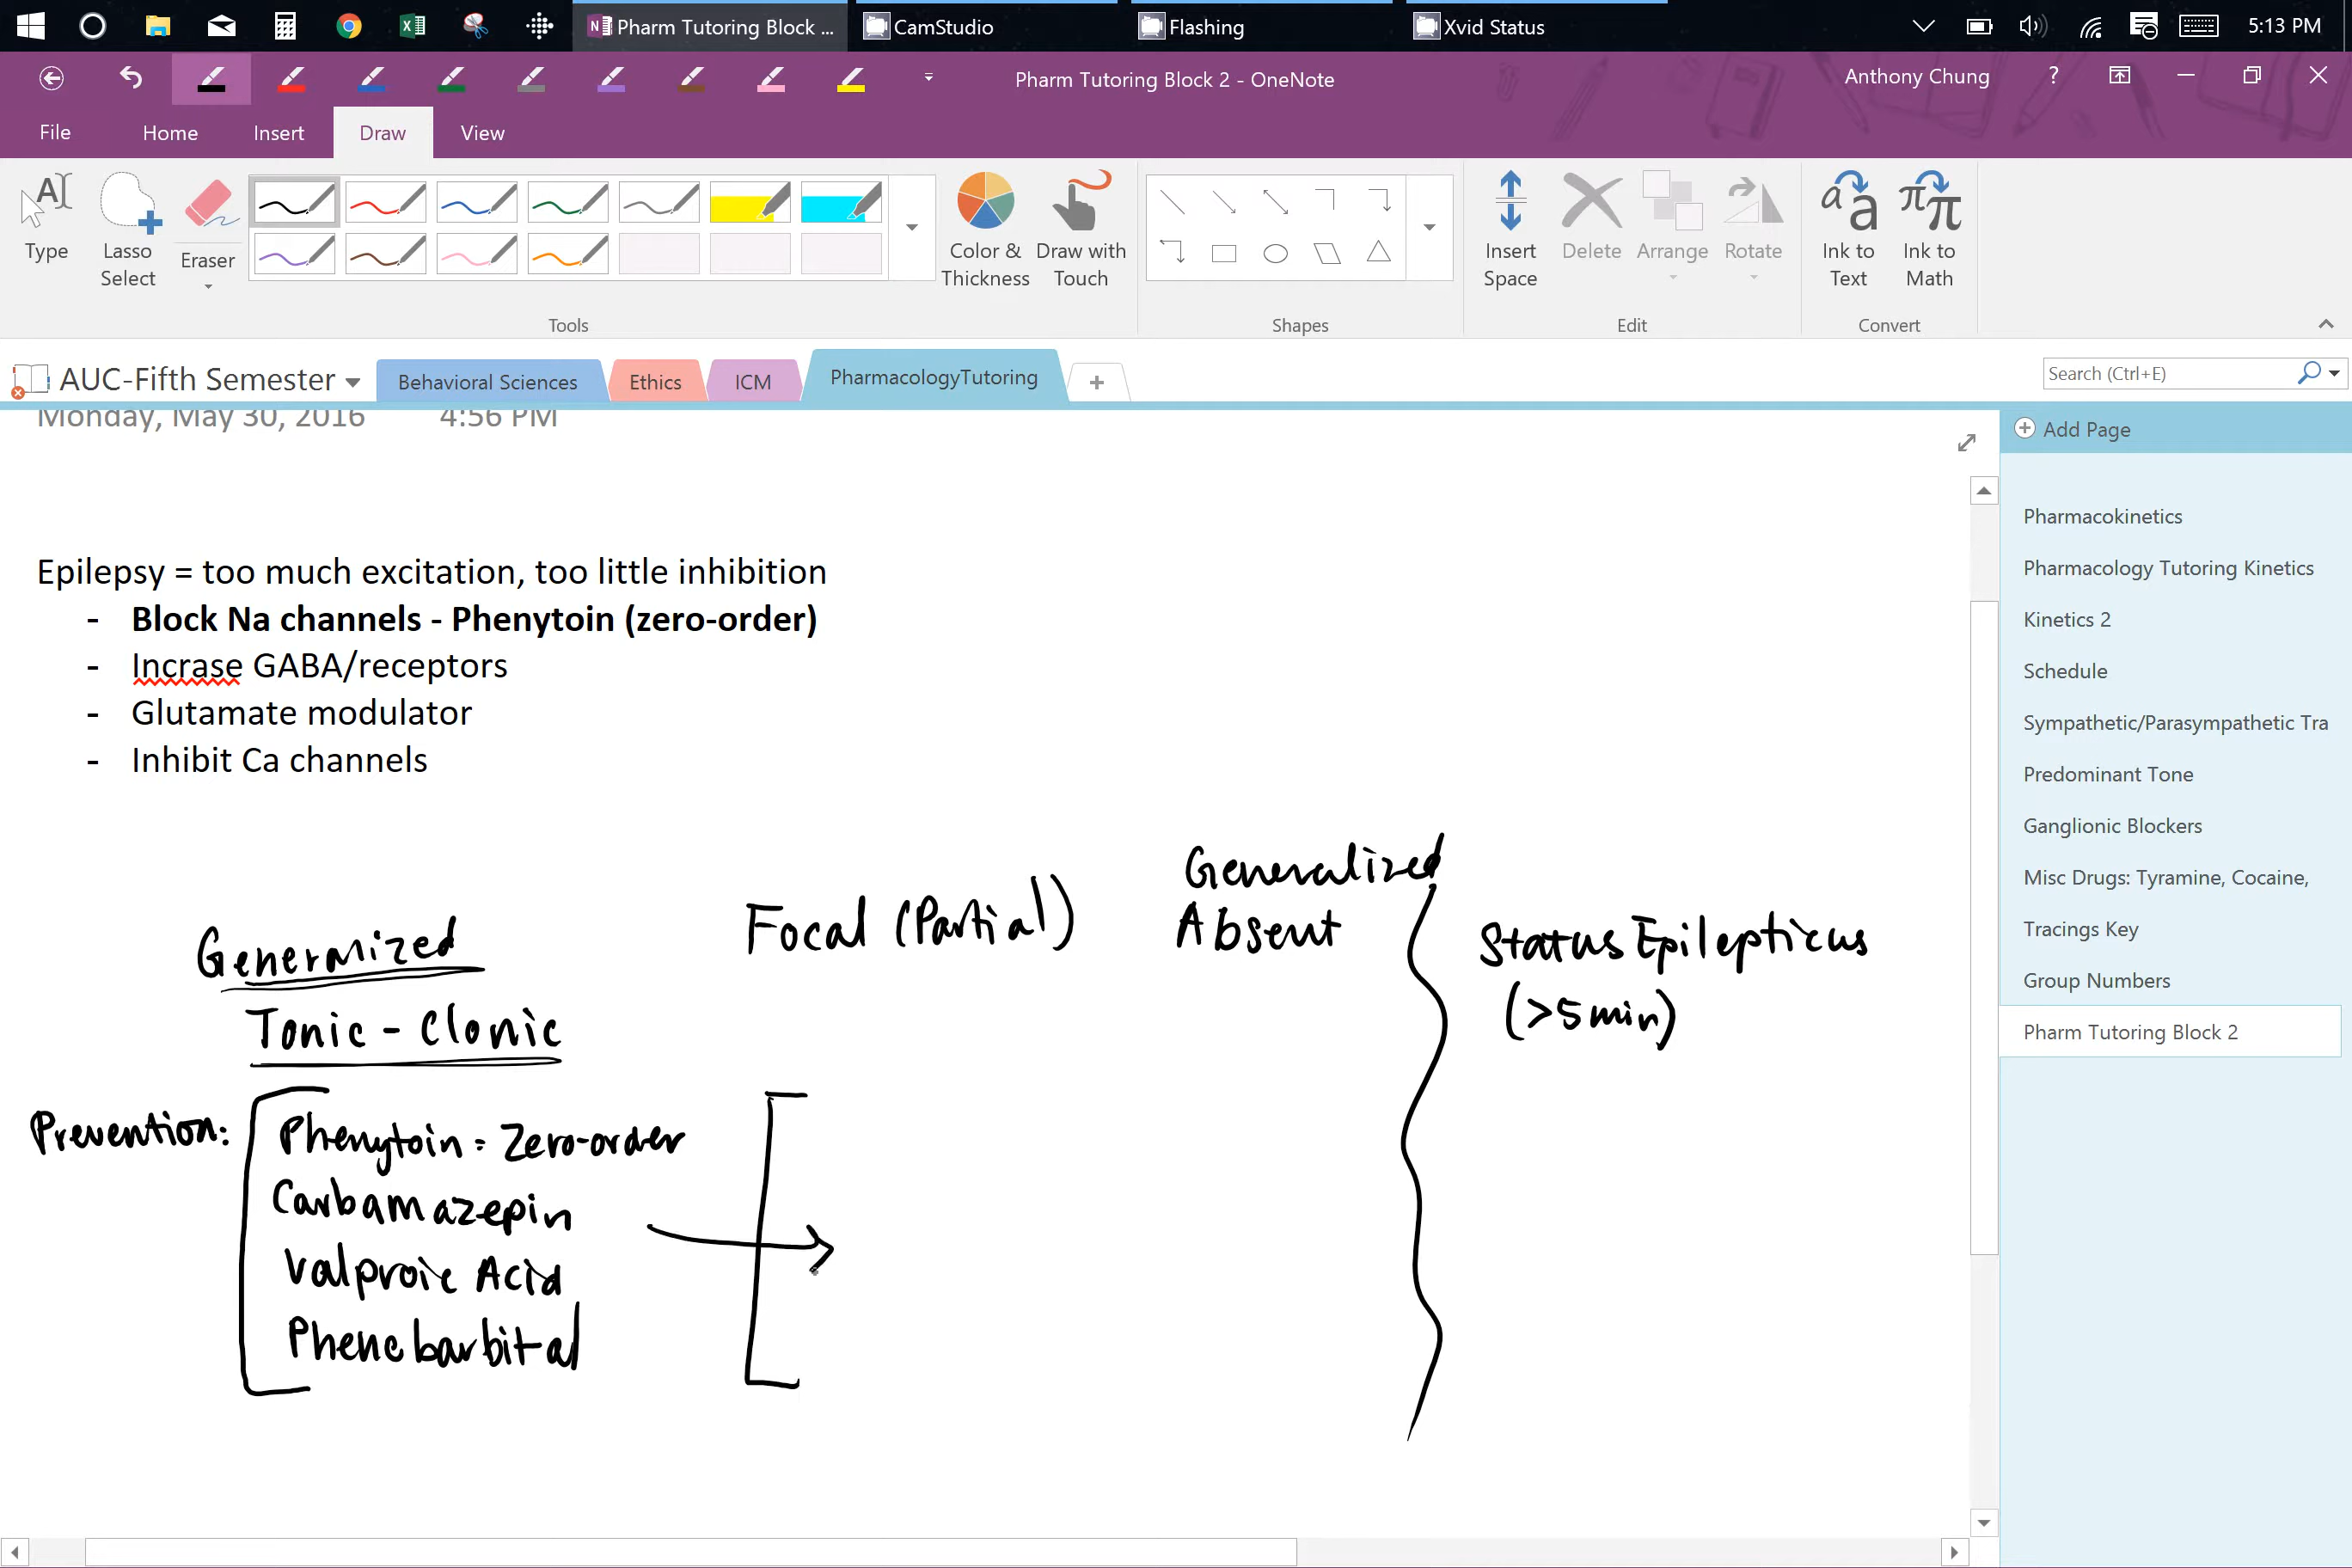 Pharm Tutoring Block ... CamStudio Flashing Xvid Status 5:13 PM
Pharm Tutoring Block 2 - OneNote Anthony Chung ?
File Home Insert Draw View
Type Lasso Select Eraser Color & Thickness Draw with Touch Insert Space Delete Arrange Rotate Ink to Text Ink to Math
Tools Shapes Edit Convert
AUC-Fifth Semester Behavioral Sciences Ethics ICM PharmacologyTutoring + Search (Ctrl+E)
Monday, May 30, 2016 4:56 PM
Epilepsy = too much excitation, too little inhibition
- Block Na channels - Phenytoin (zero-order)
- Incrase GABA/receptors
- Glutamate modulator
- Inhibit Ca channels
Generalized
Tonic - Clonic
Focal (Partial)
Generalized
Absent
Status Epilepticus
(>5min)
Prevention:
Phenytoin = Zero-order
Carbamazepin
Valproic Acid
Phenobarbital
Add Page
Pharmacokinetics
Pharmacology Tutoring Kinetics
Kinetics 2
Schedule
Sympathetic/Parasympathetic Tra
Predominant Tone
Ganglionic Blockers
Misc Drugs: Tyramine, Cocaine,
Tracings Key
Group Numbers
Pharm Tutoring Block 2